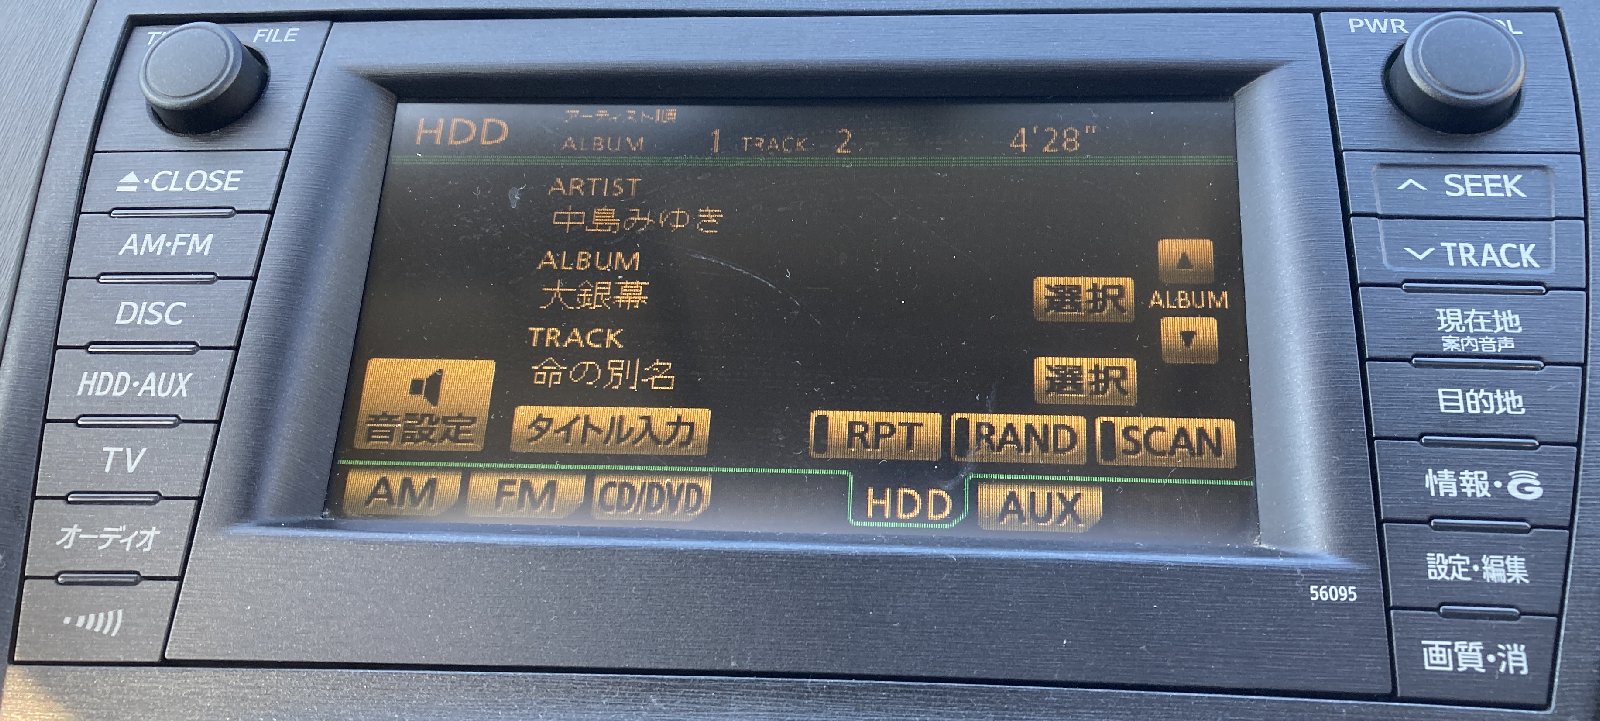 FILE
PWR
HDD
アーティスト順
ALBUM 1 TRACK 2 4'28"
ARTIST
中島みゆき
ALBUM
大銀幕
選択
ALBUM
TRACK
命の別名
選択
音設定
タイトル入力
RPT
RAND
SCAN
AM
FM
CD/DVD
HDD
AUX
⏏・CLOSE
AM・FM
DISC
HDD・AUX
TV
オーディオ
SEEK
TRACK
現在地
案内音声
目的地
情報・G
設定・編集
画質・消
56095